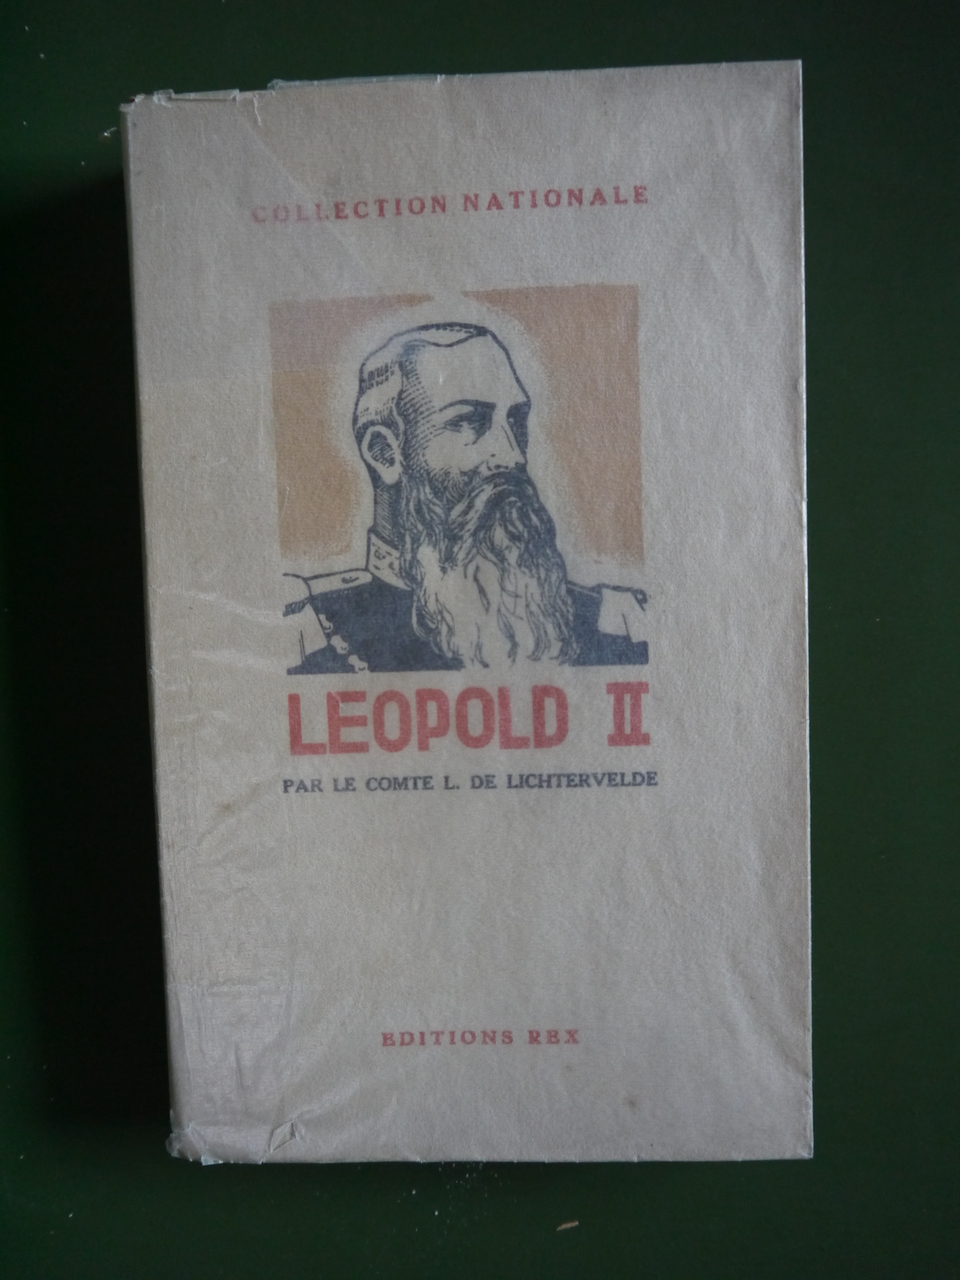 COLLECTION NATIONALE
LEOPOLD II
PAR LE COMTE L. DE LICHTERVELDE
EDITIONS REX